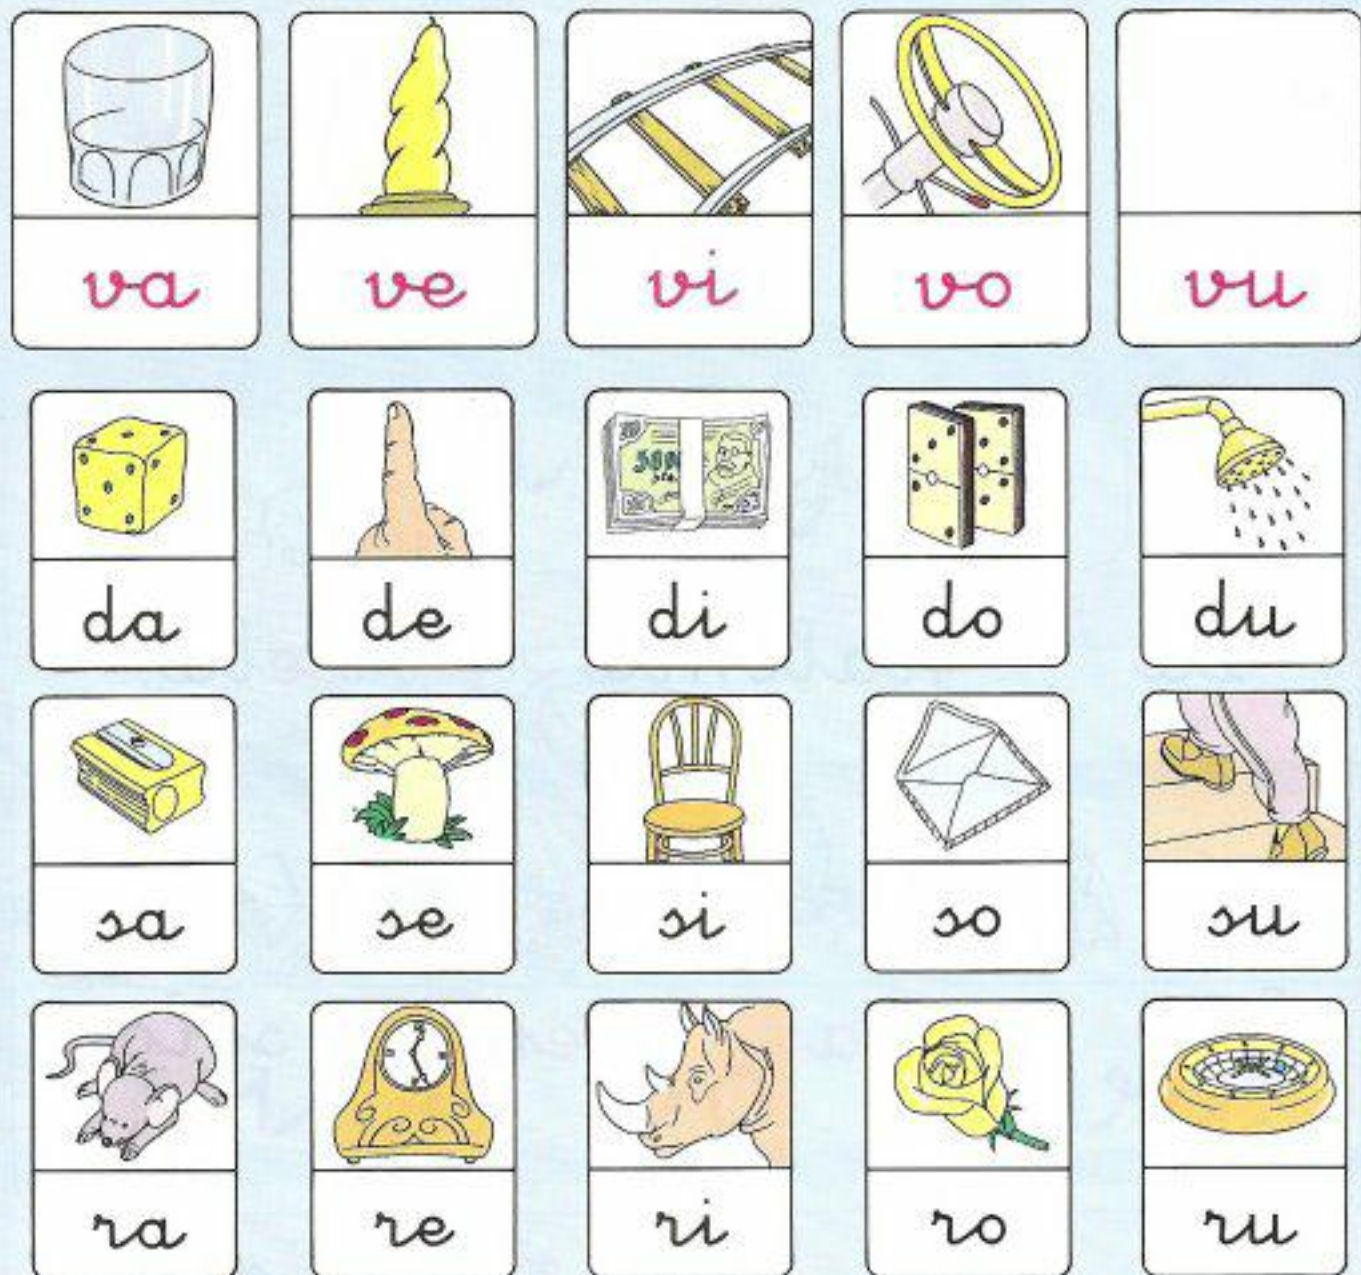 va ve vi vo vu
da de di do du
sa se si so su
ra re ri ro ru